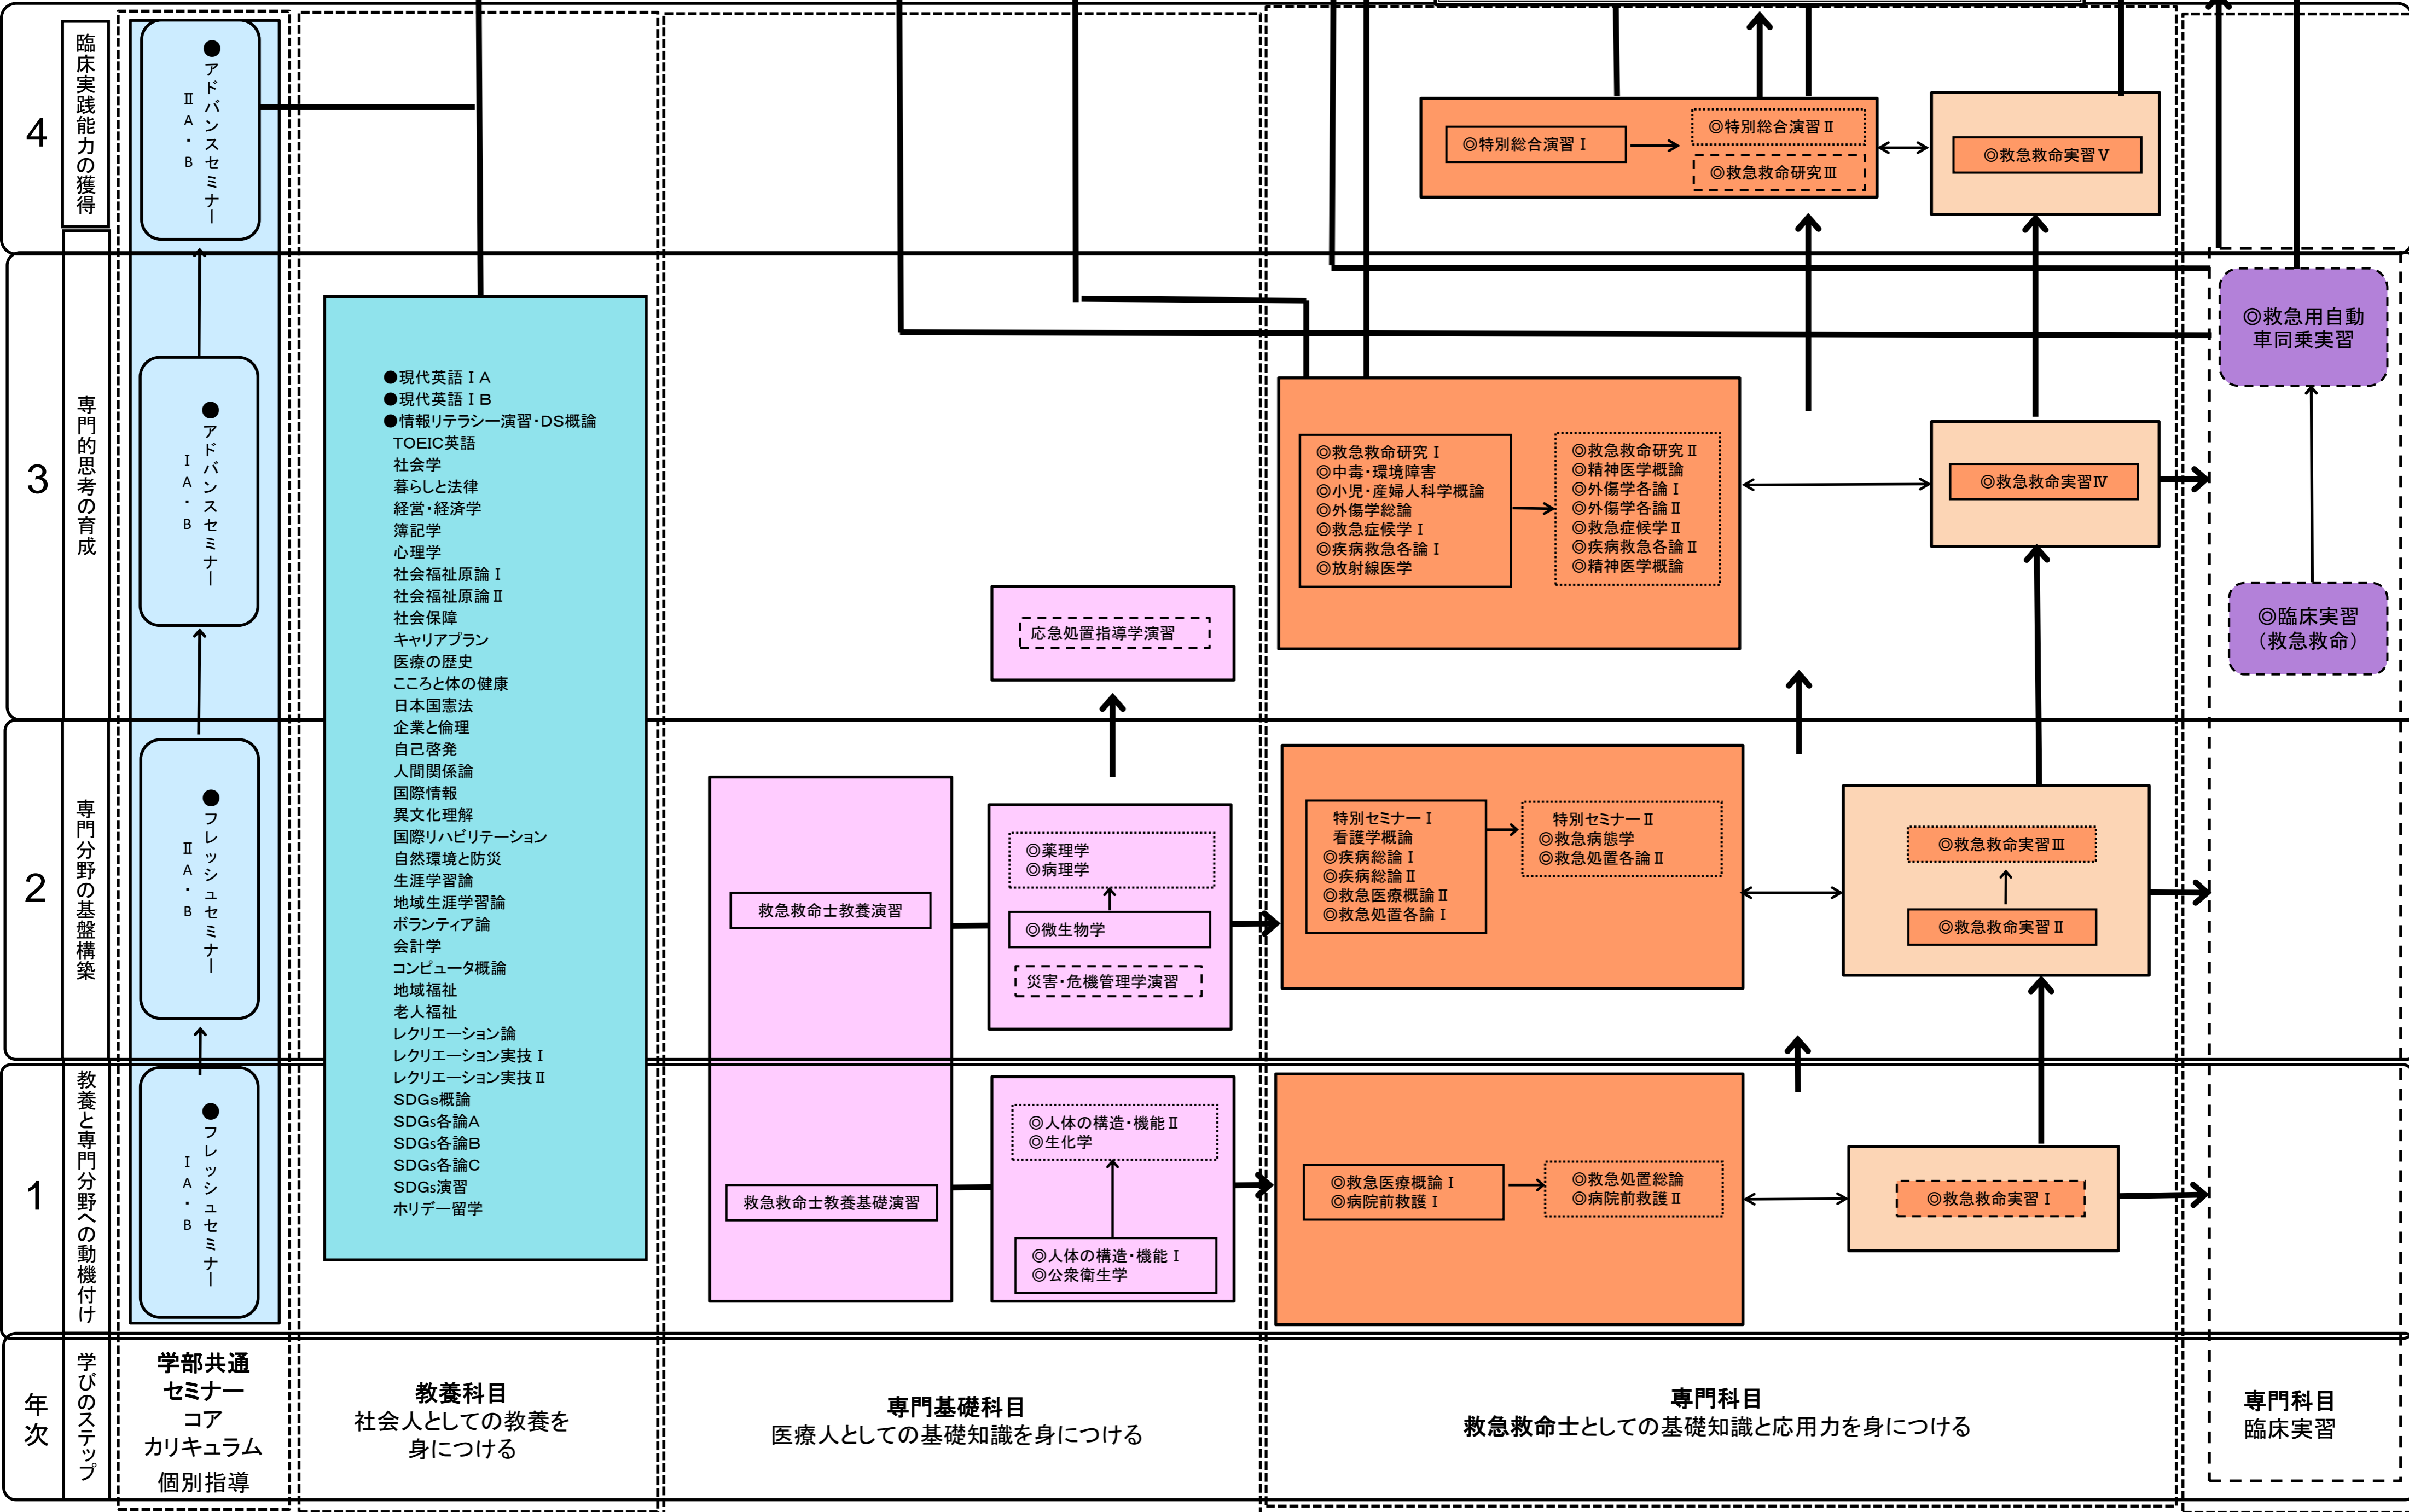 4
臨床実践能力の獲得
●アドバンスセミナー
ⅡA・B
◎特別総合演習Ⅰ
◎特別総合演習Ⅱ
◎救急救命研究Ⅲ
◎救急救命実習Ⅴ
3
専門的思考の育成
●アドバンスセミナー
ⅠA・B
●現代英語ⅠA
●現代英語ⅠB
●情報リテラシー演習・DS概論
TOEIC英語
社会学
暮らしと法律
経営・経済学
簿記学
心理学
社会福祉原論Ⅰ
社会福祉原論Ⅱ
社会保障
キャリアプラン
医療の歴史
こころと体の健康
日本国憲法
企業と倫理
自己啓発
人間関係論
国際情報
異文化理解
国際リハビリテーション
自然環境と防災
生涯学習論
地域生涯学習論
ボランティア論
会計学
コンピュータ概論
地域福祉
老人福祉
レクリエーション論
レクリエーション実技Ⅰ
レクリエーション実技Ⅱ
SDGs概論
SDGs各論A
SDGs各論B
SDGs各論C
SDGs演習
ホリデー留学
応急処置指導学演習
◎救急救命研究Ⅰ
◎中毒・環境障害
◎小児・産婦人科学概論
◎外傷学総論
◎救急症候学Ⅰ
◎疾病救急各論Ⅰ
◎放射線医学
◎救急救命研究Ⅱ
◎精神医学概論
◎外傷学各論Ⅰ
◎外傷学各論Ⅱ
◎救急症候学Ⅱ
◎疾病救急各論Ⅱ
◎精神医学概論
◎救急救命実習Ⅳ
◎救急用自動
車同乗実習
◎臨床実習
（救急救命）
2
専門分野の基盤構築
●フレッシュセミナー
ⅡA・B
救急救命士教養演習
◎薬理学
◎病理学
◎微生物学
災害・危機管理学演習
特別セミナーⅠ
看護学概論
◎疾病総論Ⅰ
◎疾病総論Ⅱ
◎救急医療概論Ⅱ
◎救急処置各論Ⅰ
特別セミナーⅡ
◎救急病態学
◎救急処置各論Ⅱ
◎救急救命実習Ⅲ
◎救急救命実習Ⅱ
1
教養と専門分野への動機付け
●フレッシュセミナー
ⅠA・B
救急救命士教養基礎演習
◎人体の構造・機能Ⅱ
◎生化学
◎人体の構造・機能Ⅰ
◎公衆衛生学
◎救急医療概論Ⅰ
◎病院前救護Ⅰ
◎救急処置総論
◎病院前救護Ⅱ
◎救急救命実習Ⅰ
年次
学びのステップ
学部共通
セミナー
コア
カリキュラム
個別指導
教養科目
社会人としての教養を
身につける
専門基礎科目
医療人としての基礎知識を身につける
専門科目
救急救命士としての基礎知識と応用力を身につける
専門科目
臨床実習